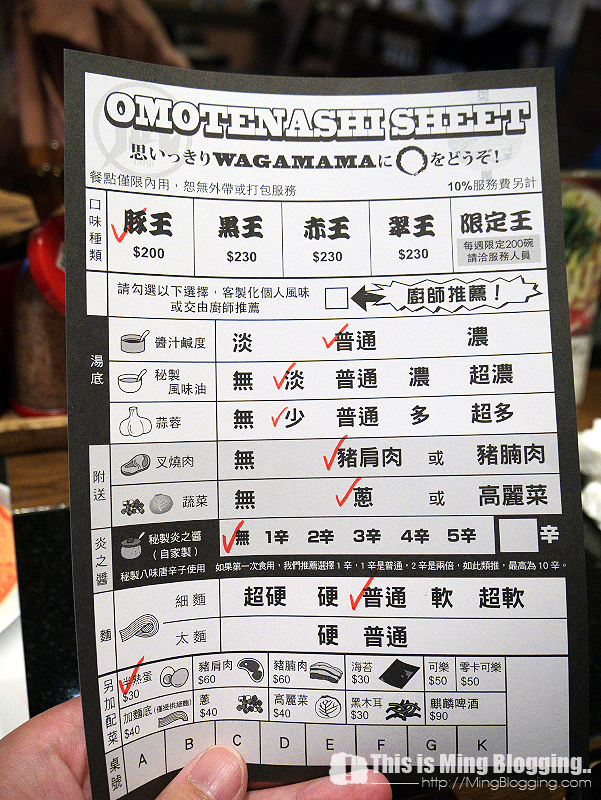 OMOTENASHI SHEET
思いっきりWAGAMAMAに〇をどうぞ！
餐點僅限內用，恕無外帶或打包服務 10%服務費另計
口味種類 豚王 黑王 赤王 翠王 限定王
$200 $230 $230 $230 每週限定200碗
請洽服務人員
請勾選以下選擇，客製化個人風味
或交由廚師推薦 廚師推薦！
湯底
醬汁鹹度 淡 普通 濃
秘製
風味油 無 淡 普通 濃 超濃
蒜蓉 無 少 普通 多 超多
附送
叉燒肉 無 豬肩肉 或 豬腩肉
蔬菜 無 蔥 或 高麗菜
炎之醬
秘製炎之醬
（自家製） 無 1辛 2辛 3辛 4辛 5辛 辛
秘製八味唐辛子使用 如果第一次食用，我們推薦選擇1辛，1辛是普通，2辛是兩倍，如此類推，最高為10辛。
麵
細麵 超硬 硬 普通 軟 超軟
太麵 硬 普通
另加配菜
半熟蛋 豬肩肉 豬腩肉 海苔 可樂 零卡可樂
$30 $60 $60 $30 $50 $50
加麵底（僅提供細麵） 蔥 高麗菜 黑木耳 麒麟啤酒
$40 $40 $40 $30 $90
桌號 A B C D E F G K
This is Ming Blogging..
http://MingBlogging.com